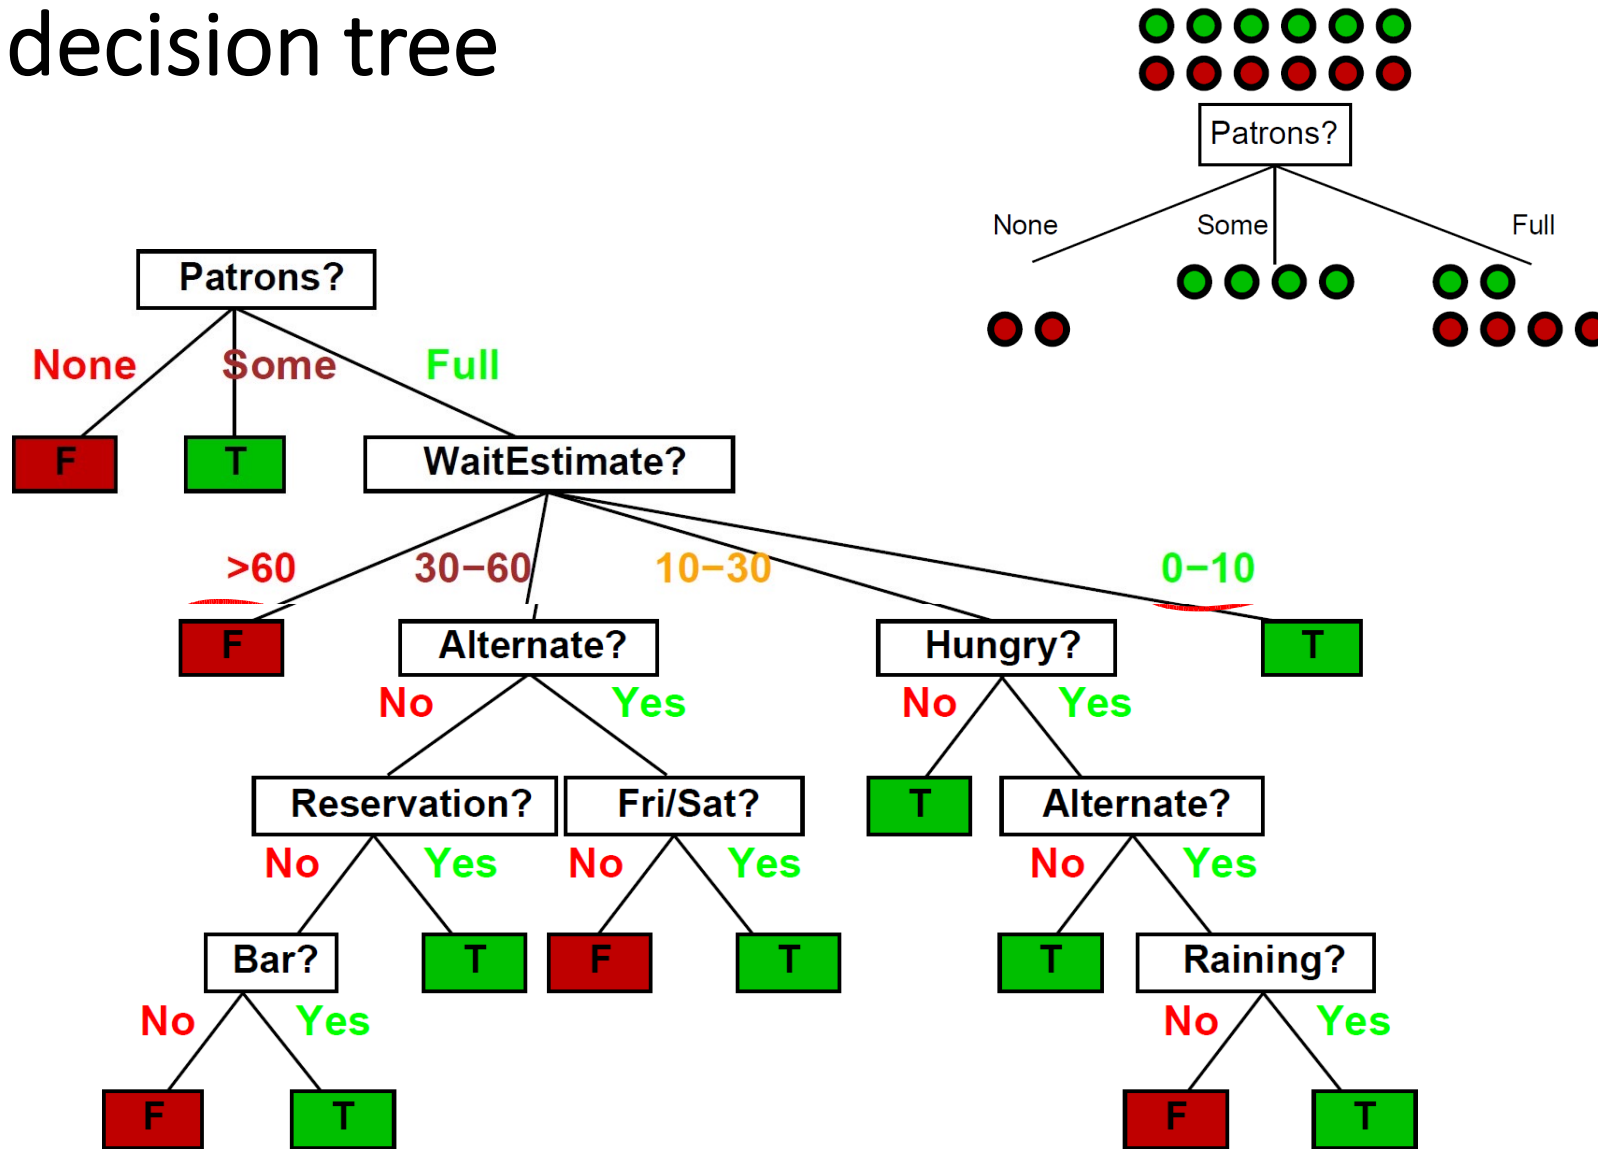 decision tree
Patrons?
None Some Full
Patrons?
None Some Full
F T WaitEstimate?
>60 30−60 10−30 0−10
F Alternate? Hungry? T
No Yes No Yes
Reservation? Fri/Sat? T Alternate?
No Yes No Yes No Yes
Bar? T F T T Raining?
No Yes No Yes
F T F T